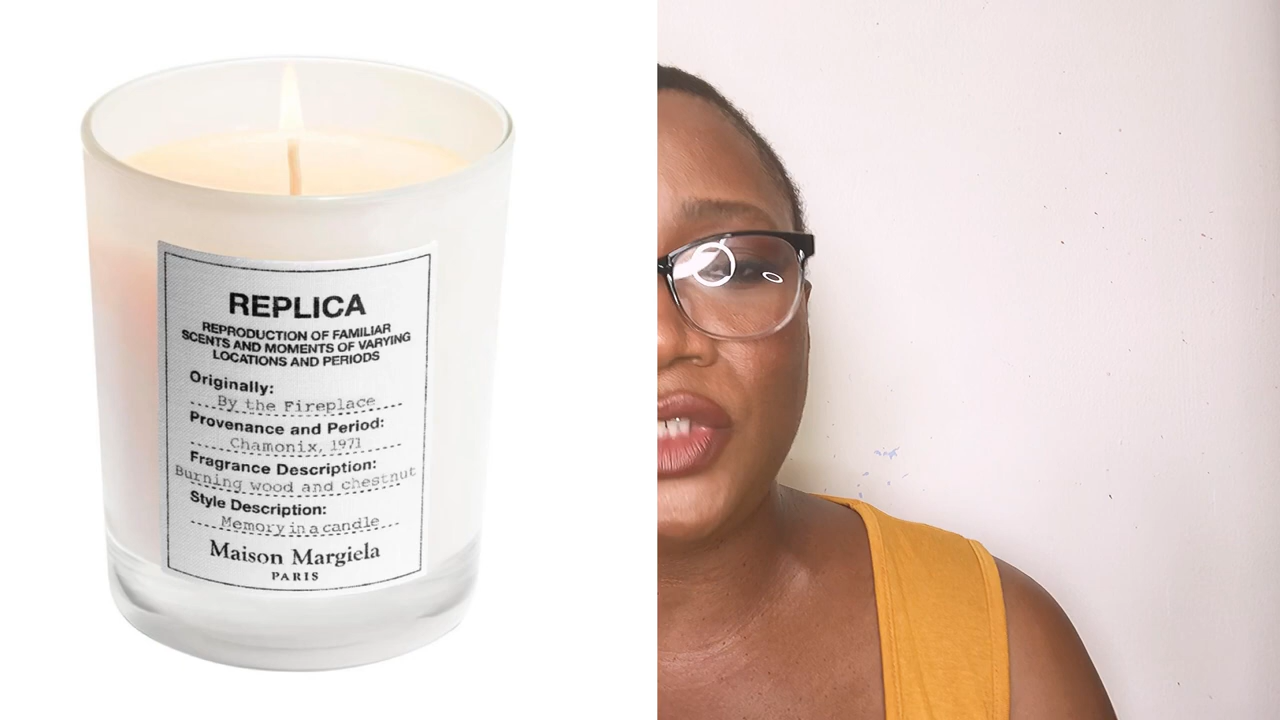 REPLICA
REPRODUCTION OF FAMILIAR
SCENTS AND MOMENTS OF VARYING
LOCATIONS AND PERIODS
Originally:
By the Fireplace
Provenance and Period:
Chamonix, 1971
Fragrance Description:
Burning wood and chestnut
Style Description:
Memory in a candle
Maison Margiela
PARIS